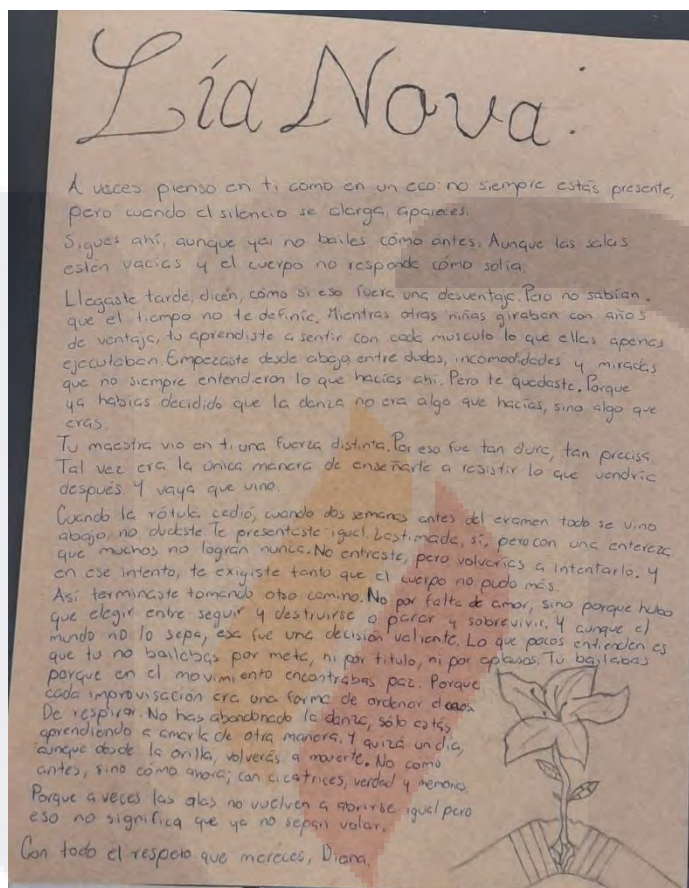 Lía Nova:
A veces pienso en ti como en un eco: no siempre estás presente,
pero cuando el silencio se alarga, apareces.
Sigues ahí, aunque ya no bailes cómo antes. Aunque las salas
estén vacías y el cuerpo no responde cómo solía.
Llegaste tarde, dicen, cómo si eso fuera una desventaja. Pero no sabían
que el tiempo no te definía. Mientras otras niñas giraban con años
de ventaja, tu aprendiste a sentir con cada musculo lo que ellas apenas
ejecutaban. Empezaste desde abajo entre dudas, incomodidades y miradas
que no siempre entendieron lo que hacías ahí. Pero te quedaste. Porque
ya habías decidido que la danza no era algo que hacías, sino algo que
eras.
Tu maestra vio en ti una fuerza distinta. Por eso fue tan dura, tan precisa.
Tal vez era la única manera de enseñarte a resistir lo que vendría
después. Y vaya que vino.
Cuando la rótula cedió, cuando dos semanas antes del examen todo se vino
abajo, no dudaste. Te presentaste igual. Lastimada, sí, pero con una entereza
que muchos no logran nunca. No entraste, pero volverías a intentarlo. Y
en ese intento, te exigiste tanto que el cuerpo no pudo más.
Así terminaste tomando otro camino. No por falta de amor, sino porque hubo
que elegir entre seguir y destruirse o parar y sobrevivir. Y aunque el
mundo no lo sepa, esa fue una decisión valiente. Lo que pocos entienden es
que tu no bailabas por meta, ni por titulo, ni por aplausos. Tu bailabas
porque en el movimiento encontrabas paz. Porque
cada improvisación era una forma de ordenar el caos.
De respirar. No has abandonado la danza, sólo estás
aprendiendo a amarla de otra manera. Y quizá un día,
aunque desde la orilla, volverás a moverte. No como
antes, sino cómo ahora; con cicatrices, verdad y memoria.
Porque a veces las alas no vuelven a abrirse igual pero
eso no significa que ya no sepan volar.
Con todo el respeto que mereces, Diana.